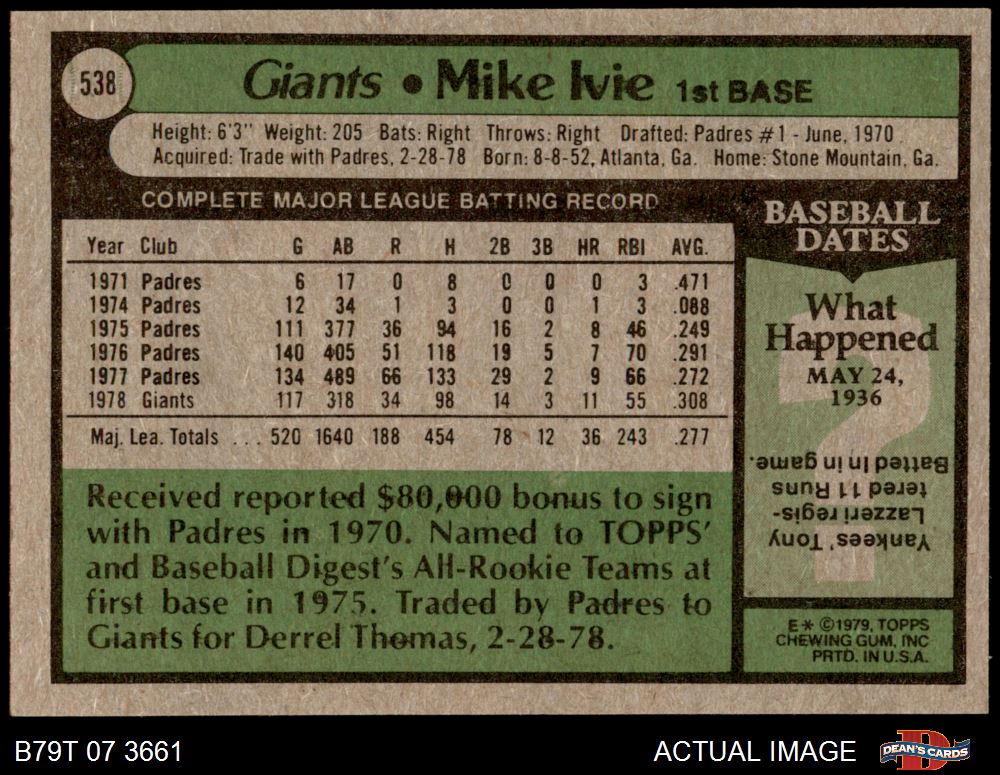 538
Giants • Mike Ivie 1st BASE
Height: 6'3" Weight: 205 Bats: Right Throws: Right Drafted: Padres #1 - June, 1970
Acquired: Trade with Padres, 2-28-78 Born: 8-8-52, Atlanta, Ga. Home: Stone Mountain, Ga.
COMPLETE MAJOR LEAGUE BATTING RECORD
Year Club G AB R H 2B 3B HR RBI AVG.
1971 Padres 6 17 0 8 0 0 0 3 .471
1974 Padres 12 34 1 3 0 0 1 3 .088
1975 Padres 111 377 36 94 16 2 8 46 .249
1976 Padres 140 405 51 118 19 5 7 70 .291
1977 Padres 134 489 66 133 29 2 9 66 .272
1978 Giants 117 318 34 98 14 3 11 55 .308
Maj. Lea. Totals ... 520 1640 188 454 78 12 36 243 .277
Received reported $80,000 bonus to sign
with Padres in 1970. Named to TOPPS'
and Baseball Digest's All-Rookie Teams at
first base in 1975. Traded by Padres to
Giants for Derrel Thomas, 2-28-78.
BASEBALL
DATES
What
Happened
MAY 24,
1936
?
Yankees' Tony
Lazzeri regis-
tered 11 Runs
Batted In in game.
E* ©1979, TOPPS
CHEWING GUM, INC
PRTD. IN U.S.A.
B79T 07 3661
ACTUAL IMAGE
DEAN'S CARDS